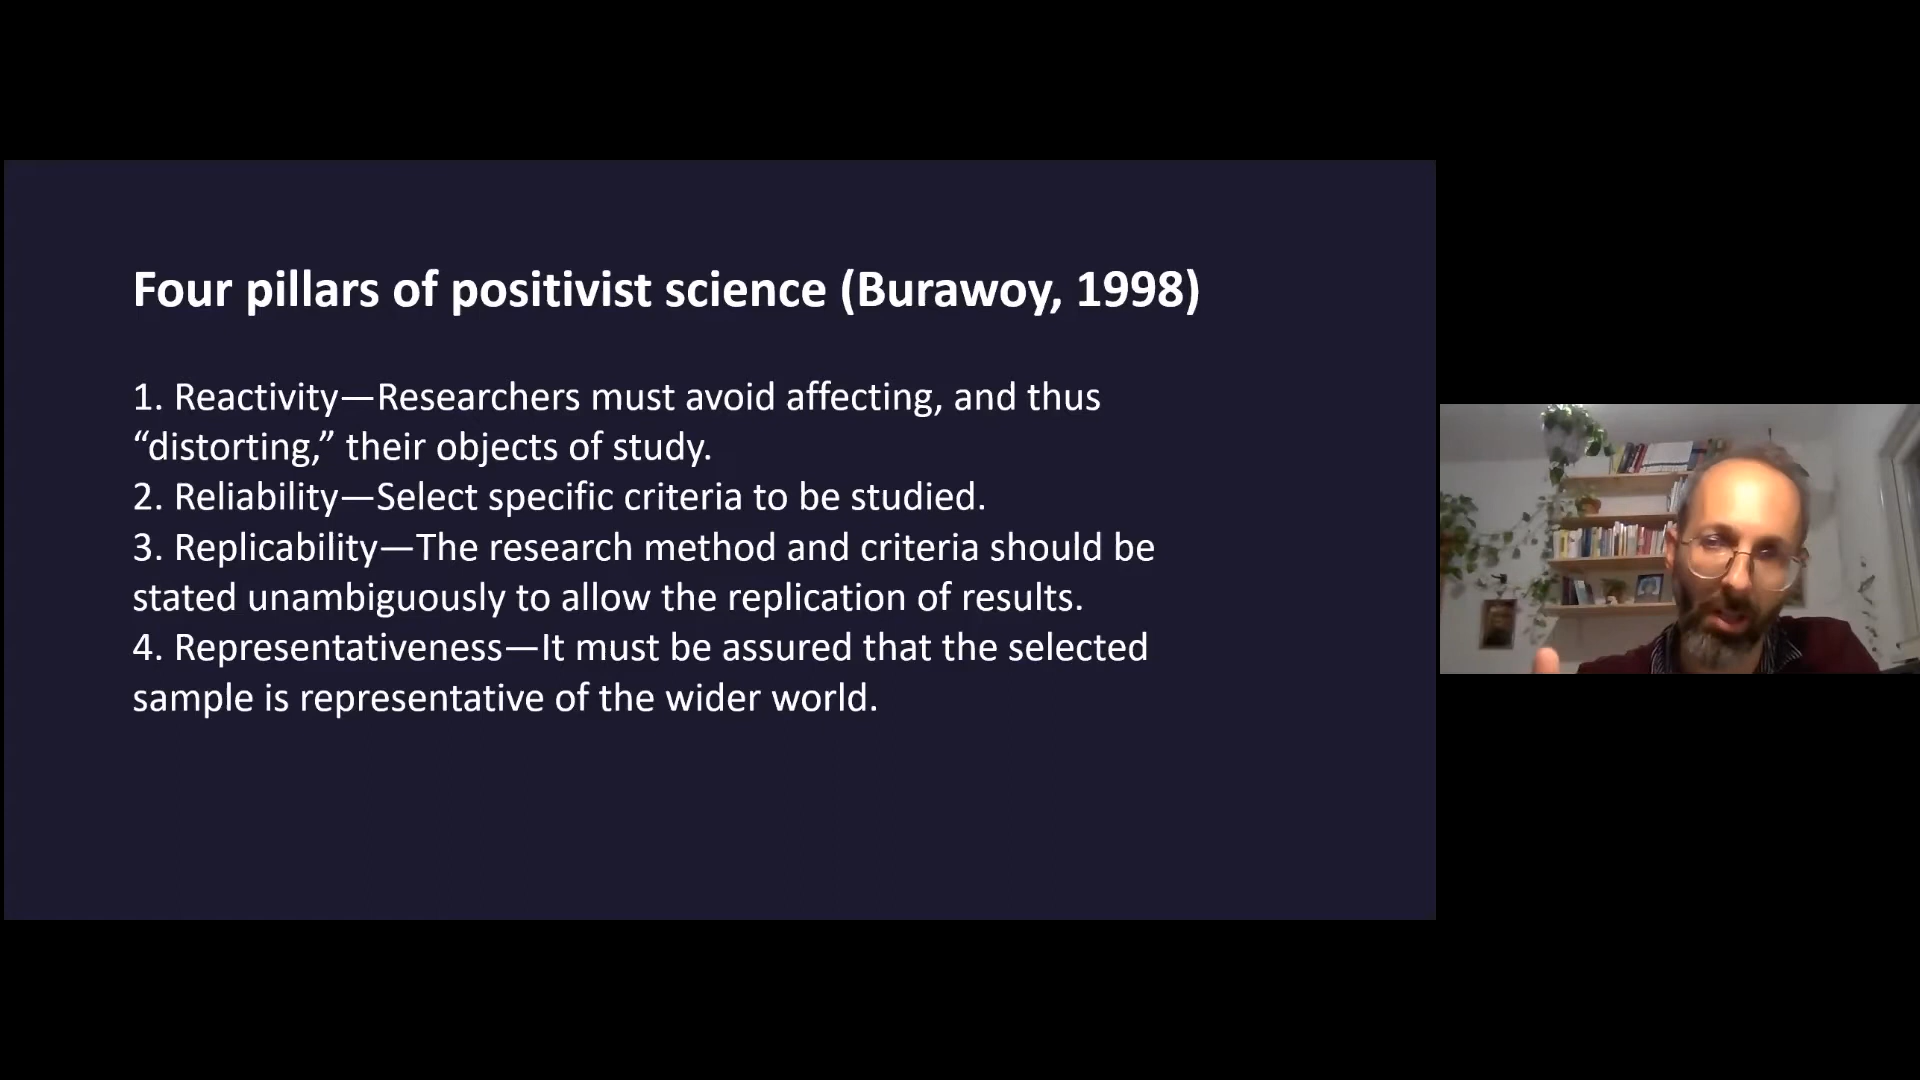 Four pillars of positivist science (Burawoy, 1998)
1. Reactivity—Researchers must avoid affecting, and thus
“distorting,” their objects of study.
2. Reliability—Select specific criteria to be studied.
3. Replicability—The research method and criteria should be
stated unambiguously to allow the replication of results.
4. Representativeness—It must be assured that the selected
sample is representative of the wider world.